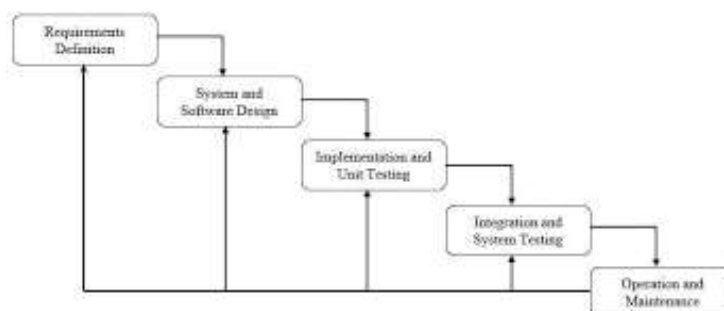 Requirements
Definition
System and
Software Design
Implementation and
Unit Testing
Integration and
System Testing
Operation and
Maintenance